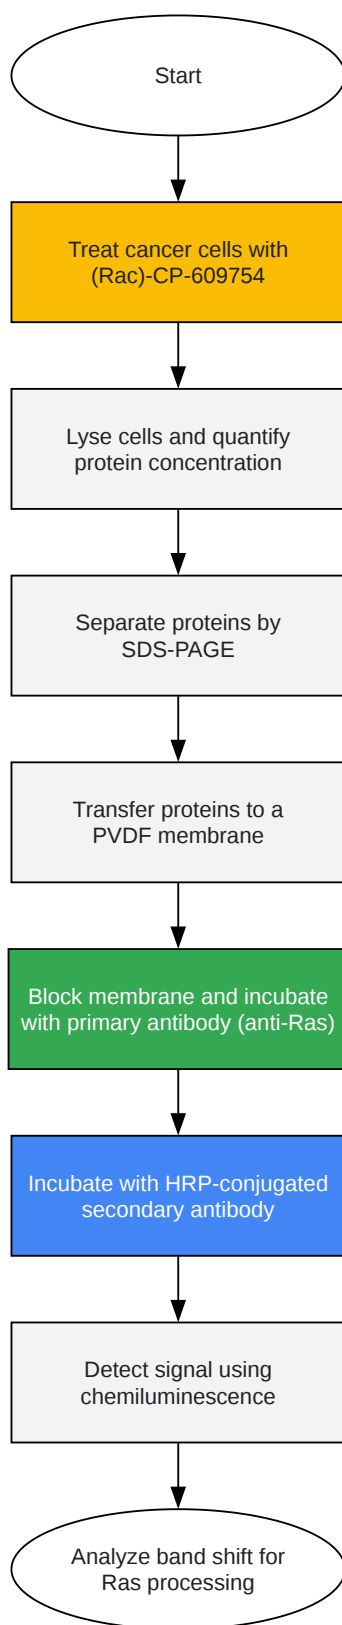 Start
Treat cancer cells with
(Rac)-CP-609754
Lyse cells and quantify
protein concentration
Separate proteins by
SDS-PAGE
Transfer proteins to a
PVDF membrane
Block membrane and incubate
with primary antibody (anti-Ras)
Incubate with HRP-conjugated
secondary antibody
Detect signal using
chemiluminescence
Analyze band shift for
Ras processing